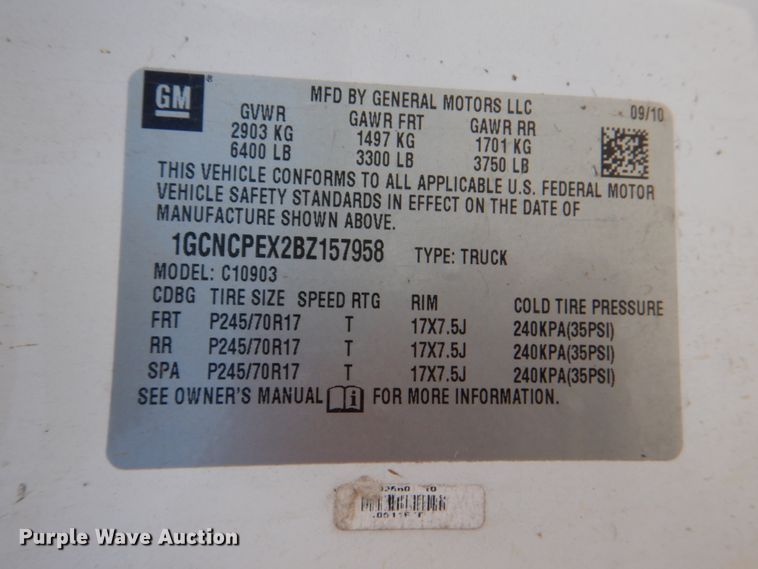 GM
MFD BY GENERAL MOTORS LLC
09/10
GVWR GAWR FRT GAWR RR
2903 KG 1497 KG 1701 KG
6400 LB 3300 LB 3750 LB
THIS VEHICLE CONFORMS TO ALL APPLICABLE U.S. FEDERAL MOTOR
VEHICLE SAFETY STANDARDS IN EFFECT ON THE DATE OF
MANUFACTURE SHOWN ABOVE.
1GCNCPEX2BZ157958 TYPE: TRUCK
MODEL: C10903
CDBG TIRE SIZE SPEED RTG RIM COLD TIRE PRESSURE
FRT P245/70R17 T 17X7.5J 240KPA(35PSI)
RR P245/70R17 T 17X7.5J 240KPA(35PSI)
SPA P245/70R17 T 17X7.5J 240KPA(35PSI)
SEE OWNER'S MANUAL i FOR MORE INFORMATION.
Purple Wave Auction